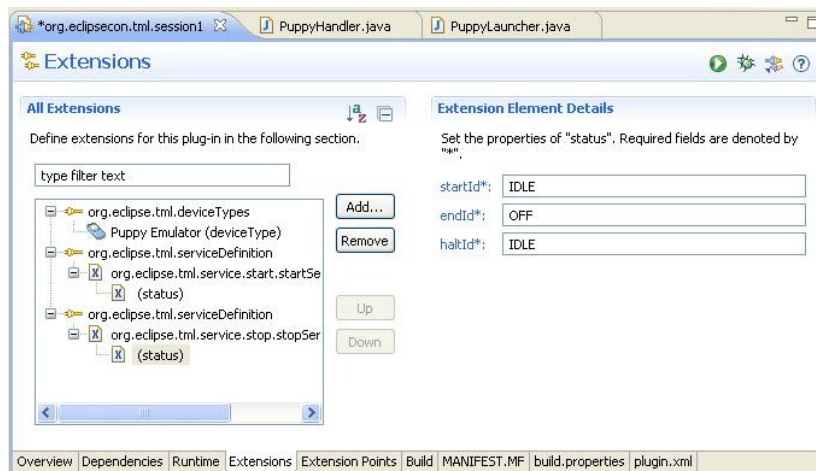 *org.eclipsecon.tml.session1 PuppyHandler.java PuppyLauncher.java
Extensions
All Extensions
Define extensions for this plug-in in the following section.
type filter text
org.eclipse.tml.deviceTypes
Puppy Emulator (deviceType)
org.eclipse.tml.serviceDefinition
org.eclipse.tml.service.start.startSe
(status)
org.eclipse.tml.serviceDefinition
org.eclipse.tml.service.stop.stopSer
(status)
Add...
Remove
Up
Down
Extension Element Details
Set the properties of "status". Required fields are denoted by
"*".
startId*: IDLE
endId*: OFF
haltId*: IDLE
Overview Dependencies Runtime Extensions Extension Points Build MANIFEST.MF build.properties plugin.xml